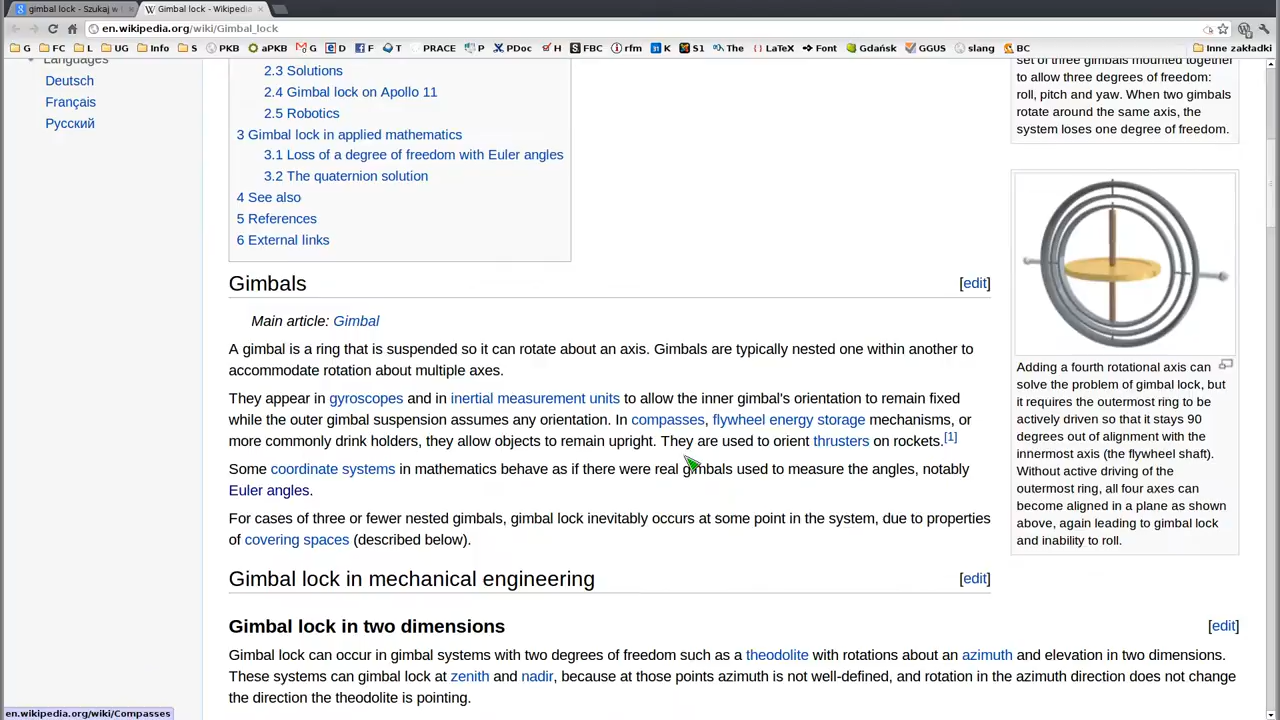 gimbal lock - Szukaj w
Gimbal lock - Wikipedia
en.wikipedia.org/wiki/Gimbal_lock
G FC L UG Info S PKB aPKB G D F T PRACE P PDoc H FBC rfm K S1 The LaTeX Font Gdańsk GGUS slang BC Inne zakładki
Languages
Deutsch
Français
Русский
2.3 Solutions
2.4 Gimbal lock on Apollo 11
2.5 Robotics
3 Gimbal lock in applied mathematics
3.1 Loss of a degree of freedom with Euler angles
3.2 The quaternion solution
4 See also
5 References
6 External links
set of three gimbals mounted together
to allow three degrees of freedom:
roll, pitch and yaw. When two gimbals
rotate around the same axis, the
system loses one degree of freedom.
Gimbals [edit]
Main article: Gimbal
A gimbal is a ring that is suspended so it can rotate about an axis. Gimbals are typically nested one within another to
accommodate rotation about multiple axes.
They appear in gyroscopes and in inertial measurement units to allow the inner gimbal's orientation to remain fixed
while the outer gimbal suspension assumes any orientation. In compasses, flywheel energy storage mechanisms, or
more commonly drink holders, they allow objects to remain upright. They are used to orient thrusters on rockets.[1]
Some coordinate systems in mathematics behave as if there were real gimbals used to measure the angles, notably
Euler angles.
For cases of three or fewer nested gimbals, gimbal lock inevitably occurs at some point in the system, due to properties
of covering spaces (described below).
Adding a fourth rotational axis can
solve the problem of gimbal lock, but
it requires the outermost ring to be
actively driven so that it stays 90
degrees out of alignment with the
innermost axis (the flywheel shaft).
Without active driving of the
outermost ring, all four axes can
become aligned in a plane as shown
above, again leading to gimbal lock
and inability to roll.
Gimbal lock in mechanical engineering [edit]
Gimbal lock in two dimensions [edit]
Gimbal lock can occur in gimbal systems with two degrees of freedom such as a theodolite with rotations about an azimuth and elevation in two dimensions.
These systems can gimbal lock at zenith and nadir, because at those points azimuth is not well-defined, and rotation in the azimuth direction does not change
the direction the theodolite is pointing.
en.wikipedia.org/wiki/Compasses